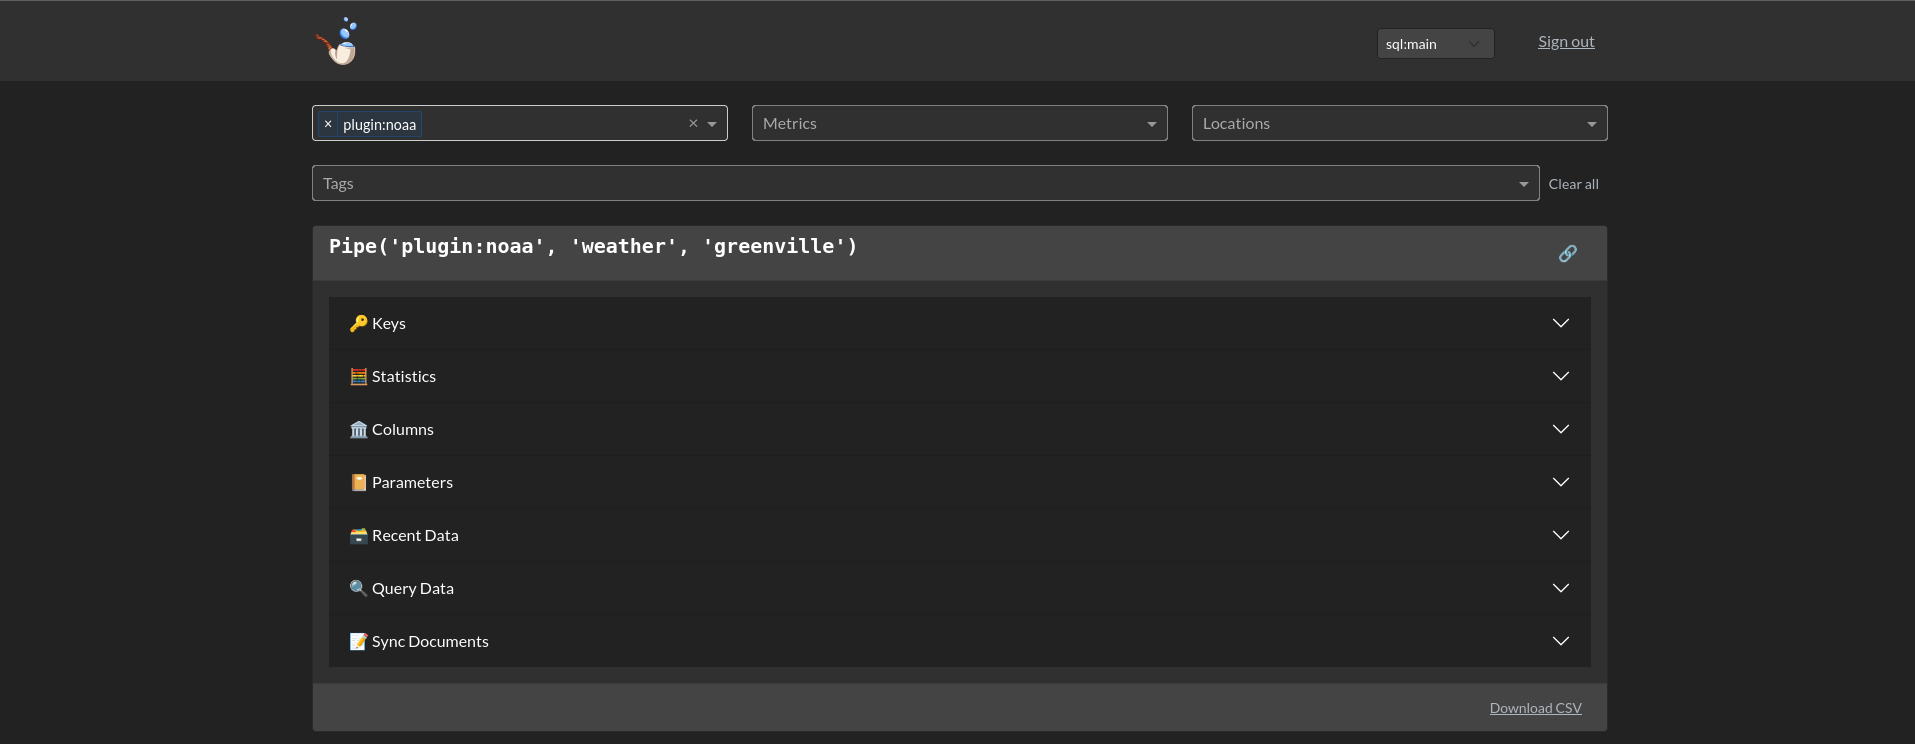 sql:main
Sign out
× plugin:noaa ×
Metrics
Locations
Tags
Clear all
Pipe('plugin:noaa', 'weather', 'greenville')
Keys
Statistics
Columns
Parameters
Recent Data
Query Data
Sync Documents
Download CSV